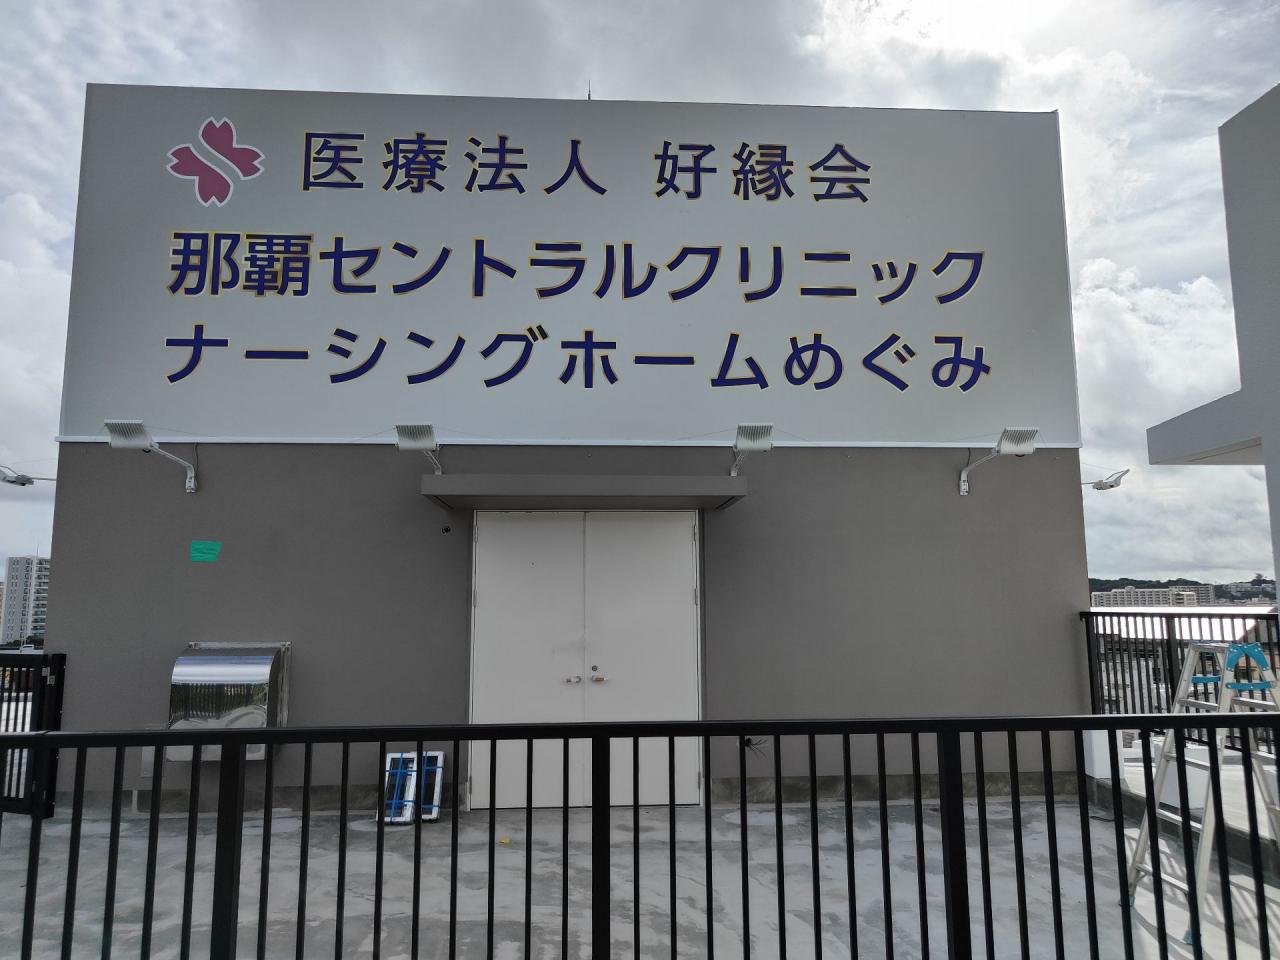 医療法人 好縁会
那覇セントラルクリニック
ナーシングホームめぐみ